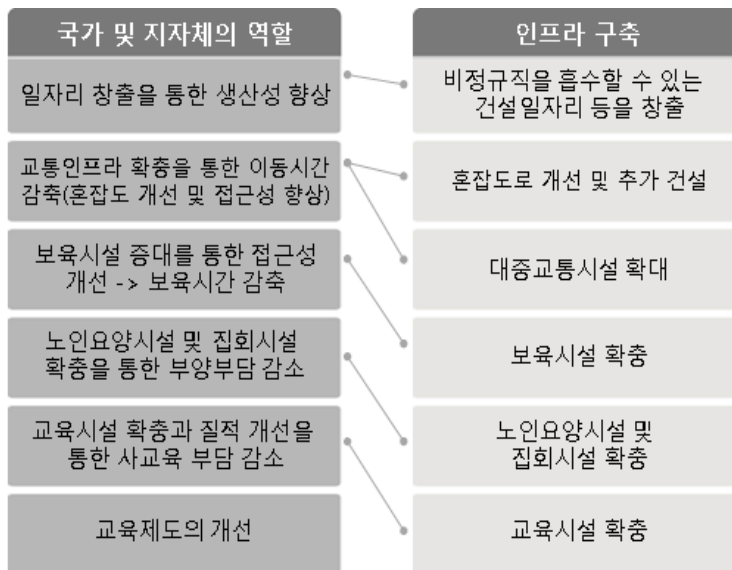 국가 및 지자체의 역할
인프라 구축
일자리 창출을 통한 생산성 향상
비정규직을 흡수할 수 있는
건설일자리 등을 창출
교통인프라 확충을 통한 이동시간
감축(혼잡도 개선 및 접근성 향상)
혼잡도로 개선 및 추가 건설
보육시설 증대를 통한 접근성
개선 -> 보육시간 감축
대중교통시설 확대
노인요양시설 및 집회시설
확충을 통한 부양부담 감소
보육시설 확충
교육시설 확충과 질적 개선을
통한 사교육 부담 감소
노인요양시설 및
집회시설 확충
교육제도의 개선
교육시설 확충